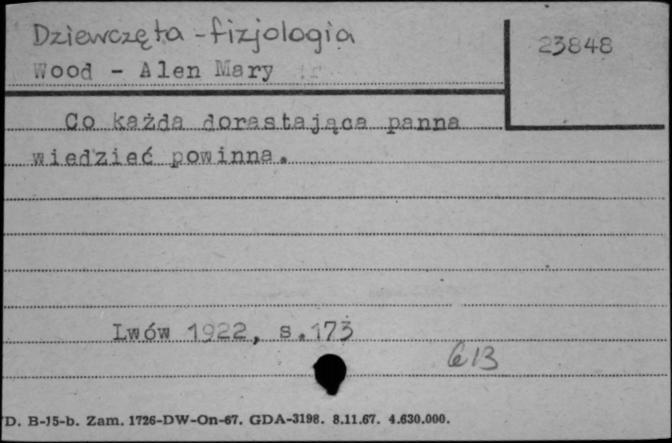 Dziewczęta - fizjologia
23848
Wood - Alen Mary
Co każda dorastająca panna
wiedzieć powinna.
Lwów 1922, s.173
613
D. B-15-b. Zam. 1726-DW-On-67. GDA-3198. 8.11.67. 4.630.000.